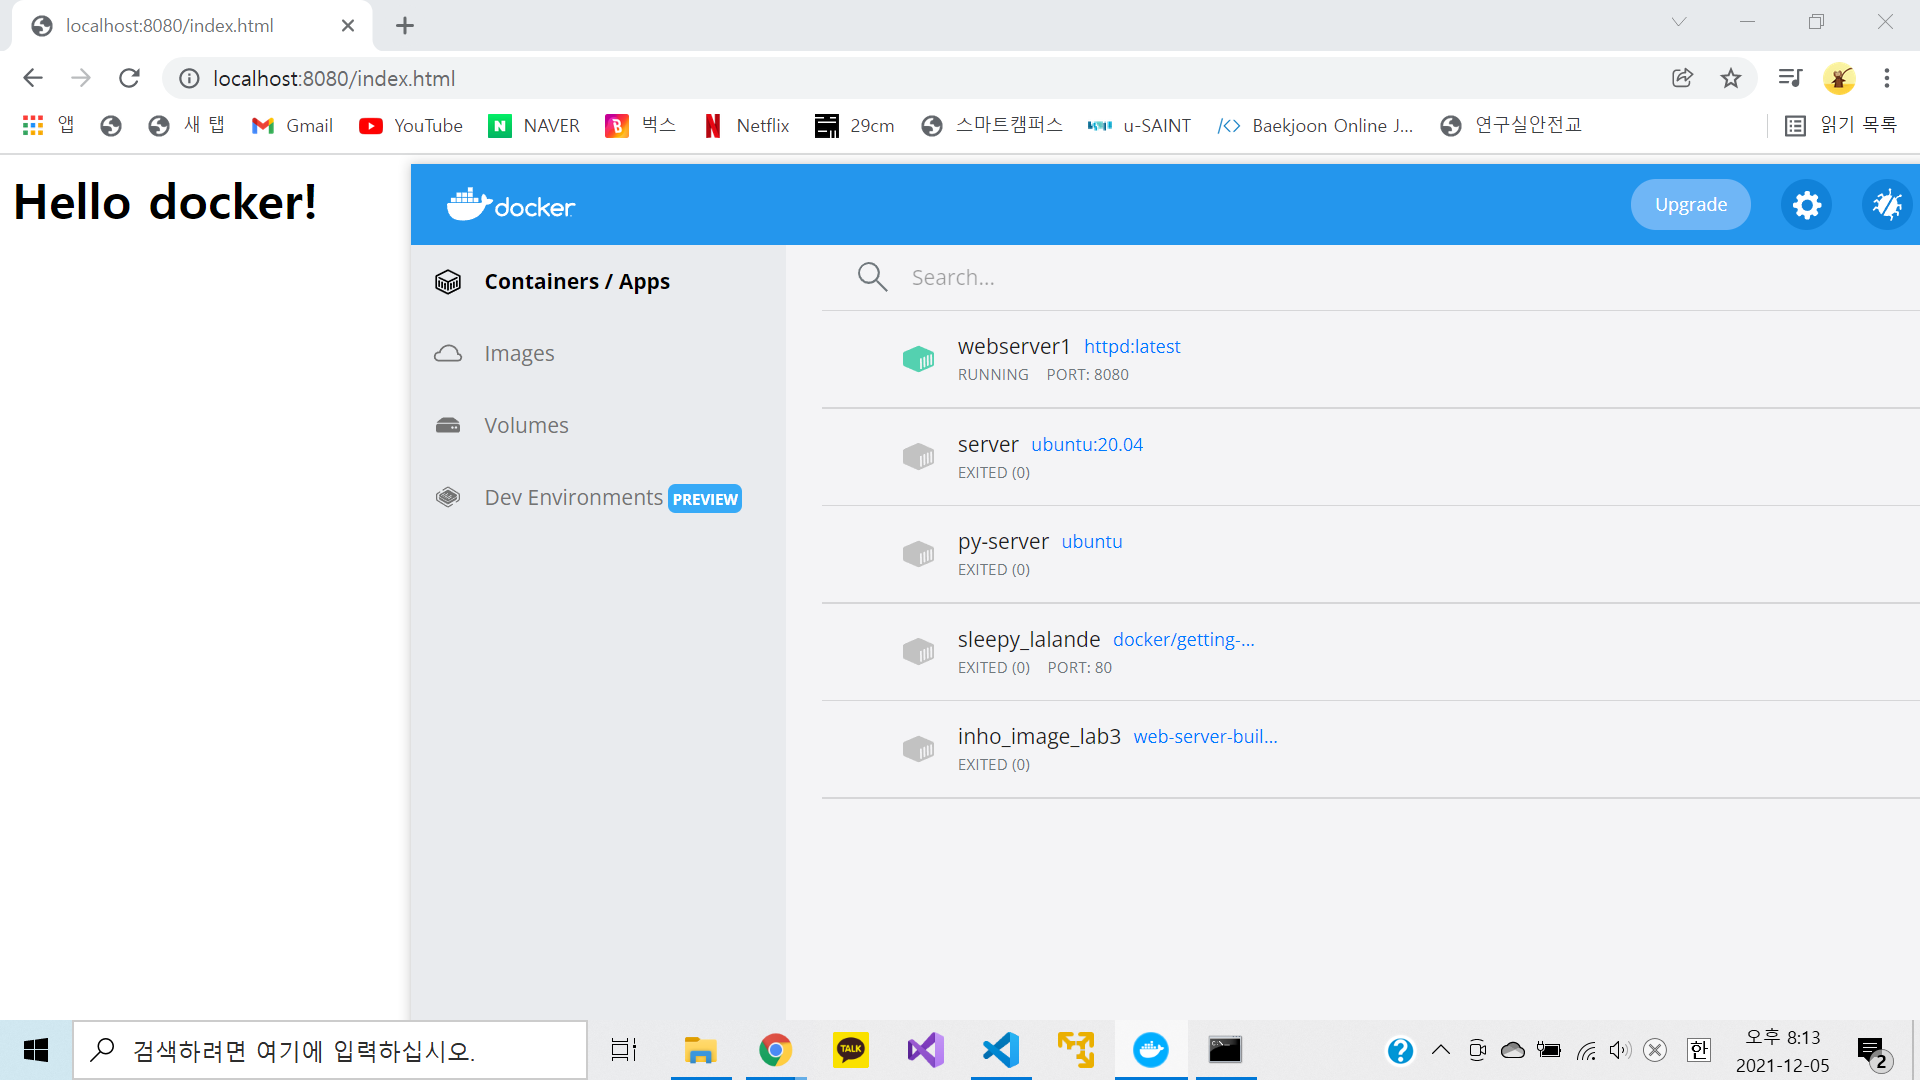 localhost:8080/index.html
localhost:8080/index.html
앱 새 탭 Gmail YouTube NAVER 벅스 Netflix 29cm 스마트캠퍼스 u-SAINT Baekjoon Online J... 연구실안전교 읽기 목록
Hello docker!
docker
Upgrade
Containers / Apps
Images
Volumes
Dev Environments PREVIEW
Search...
webserver1 httpd:latest
RUNNING PORT: 8080
server ubuntu:20.04
EXITED (0)
py-server ubuntu
EXITED (0)
sleepy_lalande docker/getting-...
EXITED (0) PORT: 80
inho_image_lab3 web-server-buil...
EXITED (0)
검색하려면 여기에 입력하십시오.
TALK
한
오후 8:13
2021-12-05
2